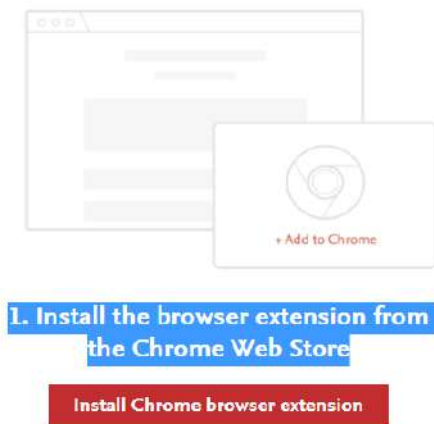 + Add to Chrome
1. Install the browser extension from
the Chrome Web Store
Install Chrome browser extension